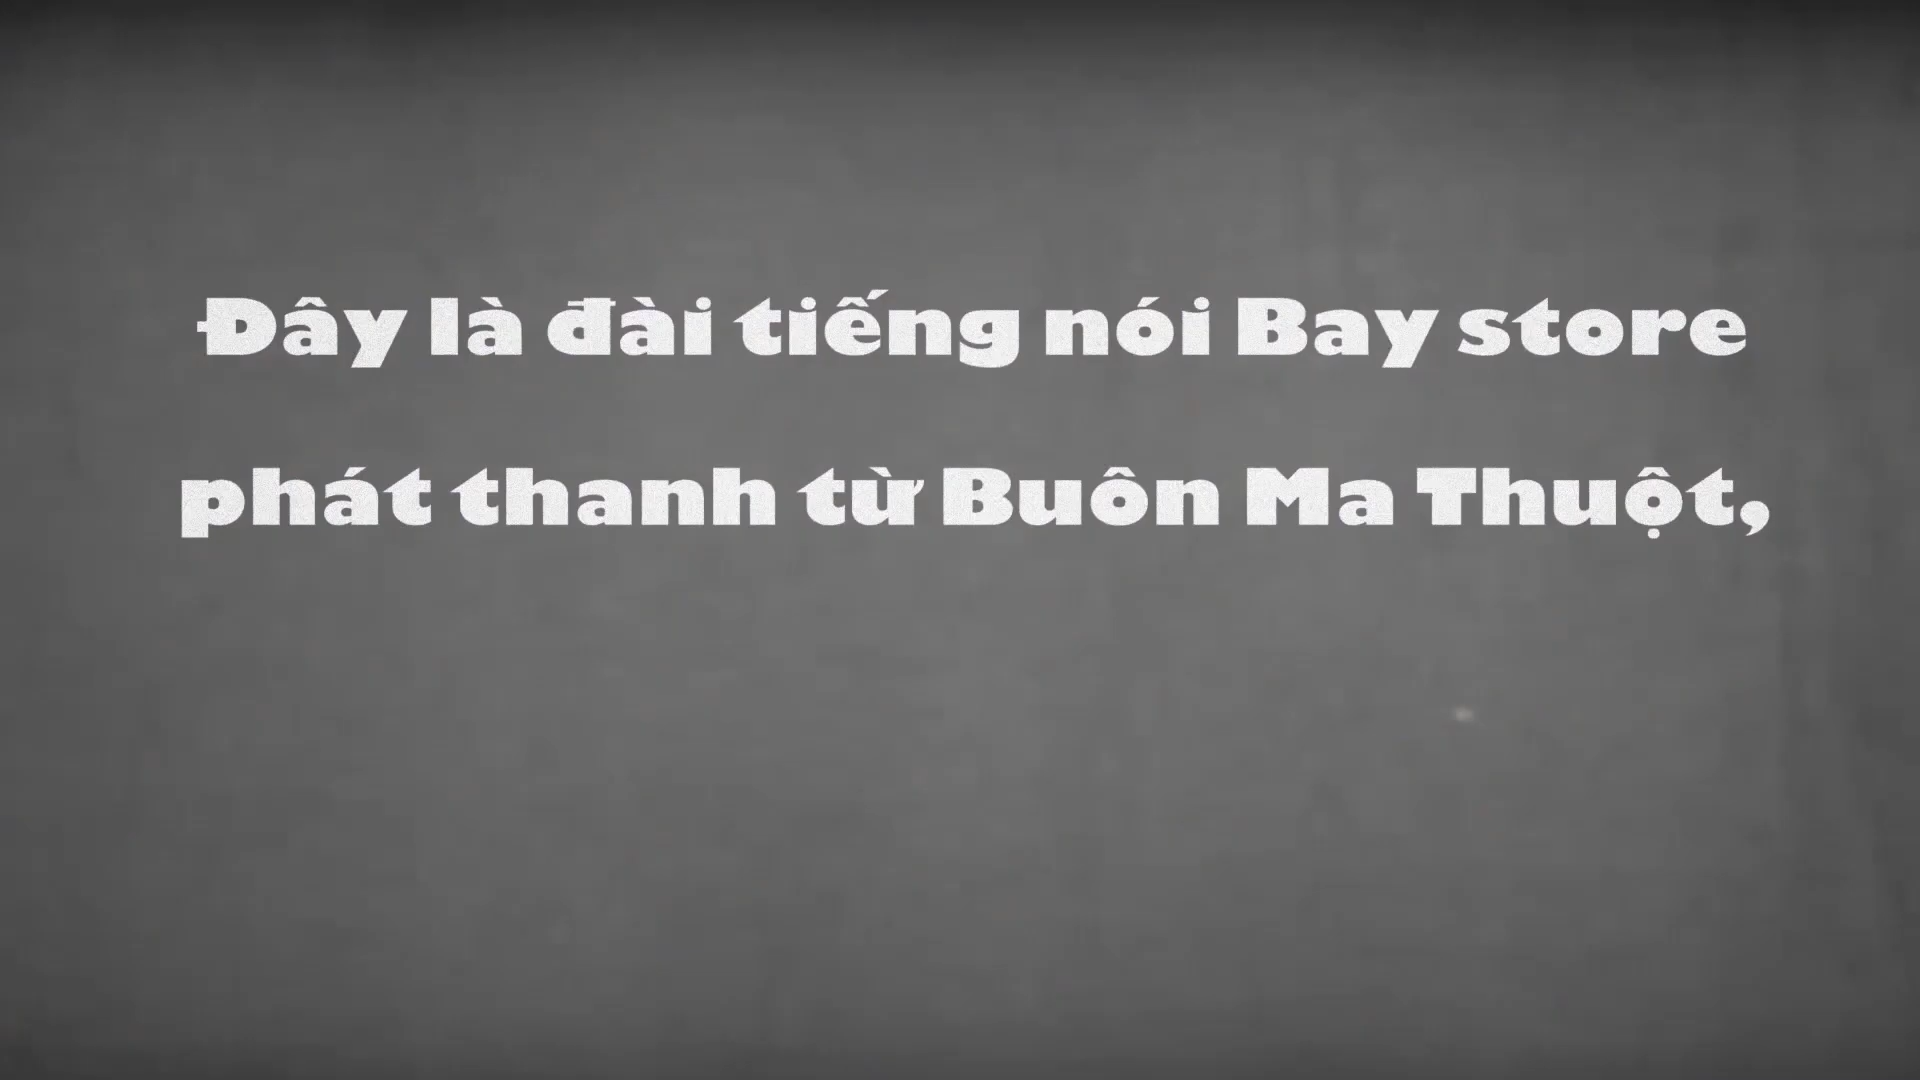 Đây là đài tiếng nói Bay store
phát thanh từ Buôn Ma Thuột,